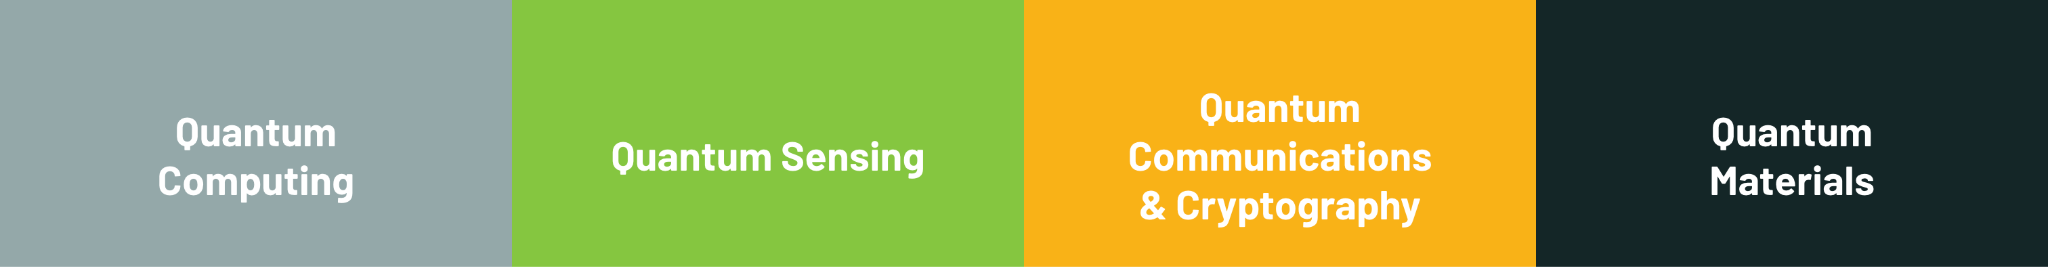 Quantum
Computing
Quantum Sensing
Quantum
Communications
& Cryptography
Quantum
Materials